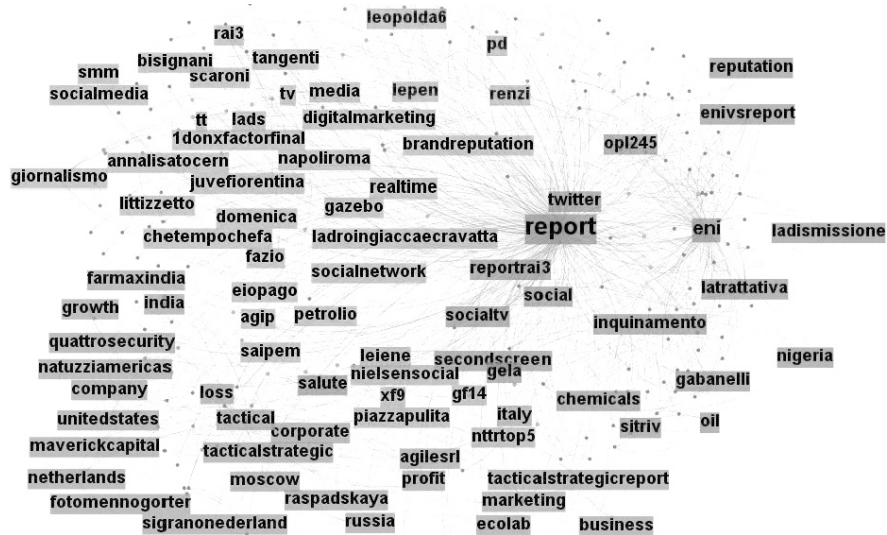 leopolda6
rai3
pd
bisignani
tangenti
reputation
smm
scaroni
socialmedia
tv
media
lepen
renzi
enivsreport
tt
lads
digitalmarketing
1donxfactorfinal
brandreputation
opl245
annalisatocern
napoliroma
giornalismo
juvefiorentina
realtime
littizzetto
gazebo
twitter
domenica
report
eni
ladismissione
chetempochefa
ladroingiaccaecravatta
fazio
socialnetwork
reportrai3
farmaxindia
eiopago
social
latrattativa
growth
india
agip
petrolio
socialtv
inquinamento
quattrosecurity
saipem
leiene
secondscreen
nigeria
natuzziamericas
nielsensocial
gela
company
loss
salute
xf9
gf14
chemicals
gabanelli
unitedstates
tactical
piazzapulita
italy
sitriv
oil
maverickcapital
corporate
nttrtop5
tacticalstrategic
agilesrl
netherlands
moscow
profit
tacticalstrategicreport
fotomennogorter
raspadskaya
marketing
sigranonederland
russia
ecolab
business